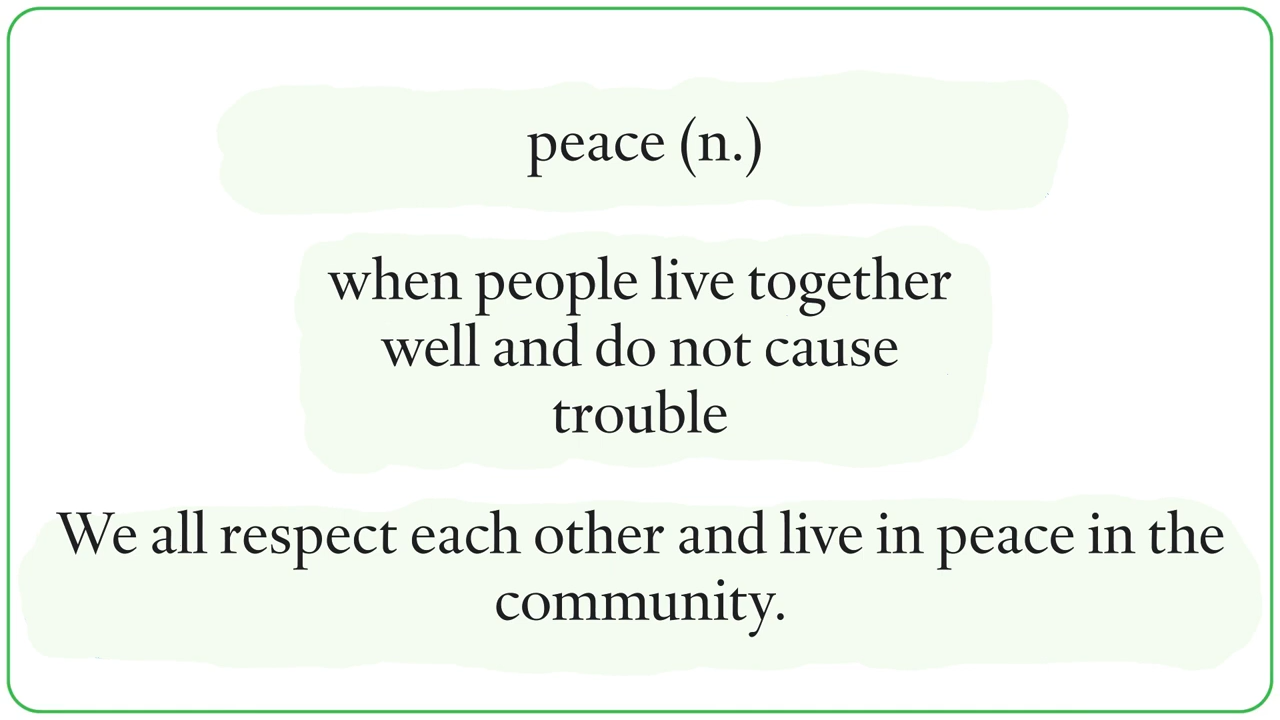 peace (n.)
when people live together
well and do not cause
trouble
We all respect each other and live in peace in the
community.